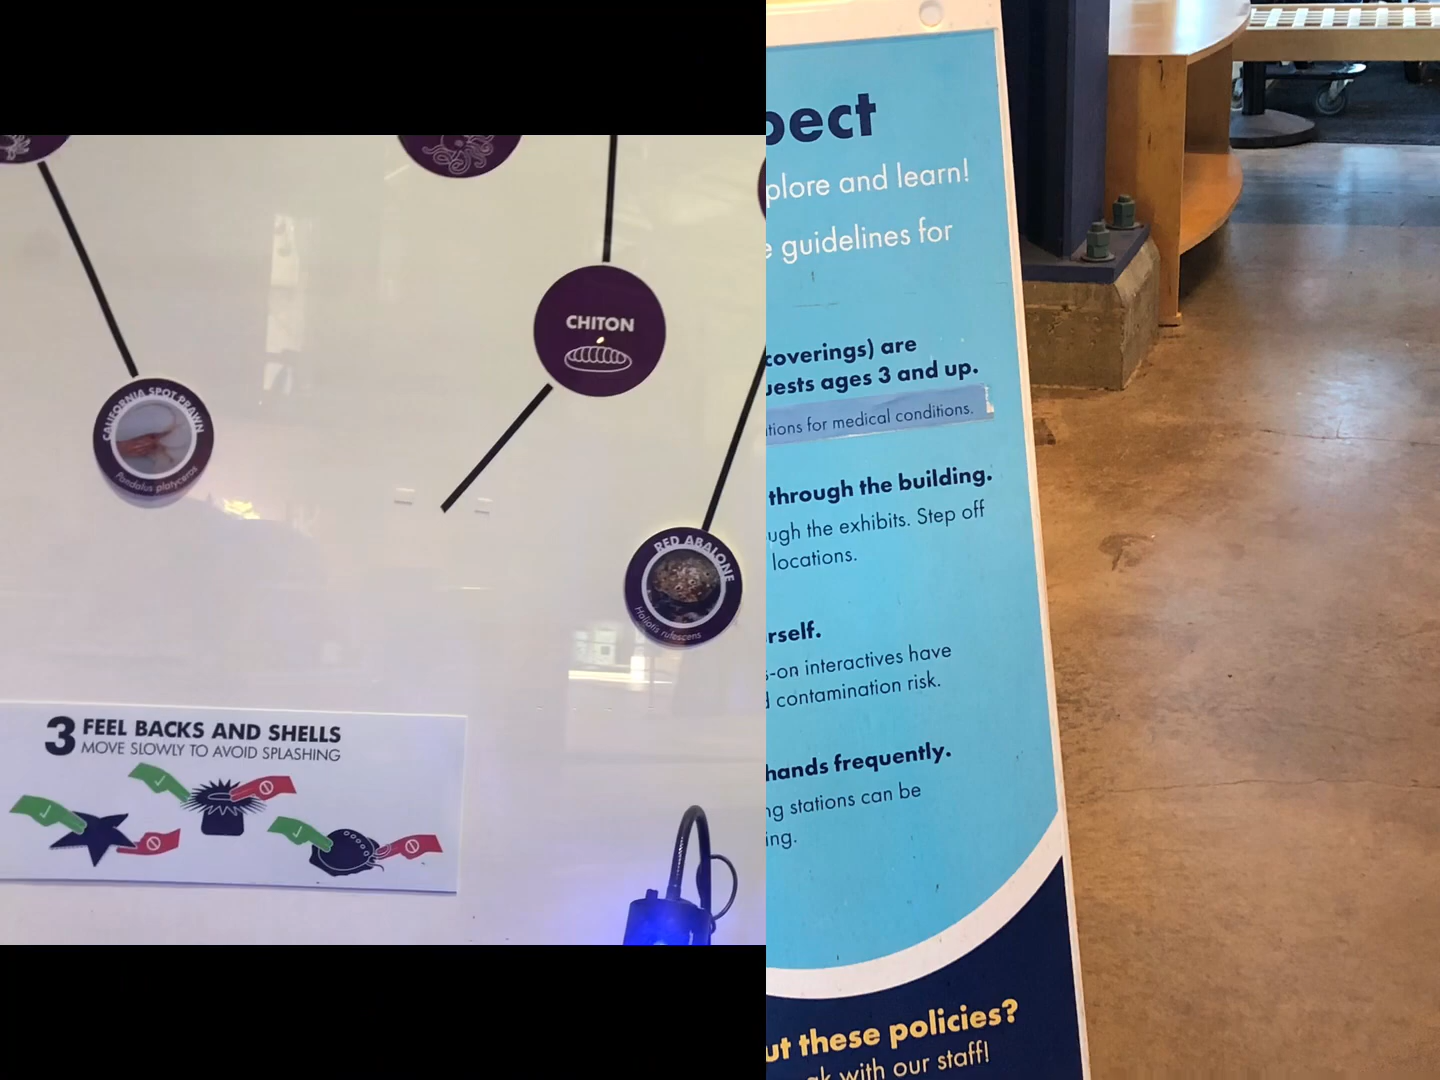 CHITON
CALIFORNIA SPOT PRAWN
Pandalus platyceros
RED ABALONE
Haliotis rufescens
3 FEEL BACKS AND SHELLS
MOVE SLOWLY TO AVOID SPLASHING
pect
plore and learn!
e guidelines for
coverings) are
uests ages 3 and up.
tions for medical conditions.
through the building.
ugh the exhibits. Step off
locations.
rself.
s-on interactives have
d contamination risk.
hands frequently.
ng stations can be
ing.
ut these policies?
ak with our staff!